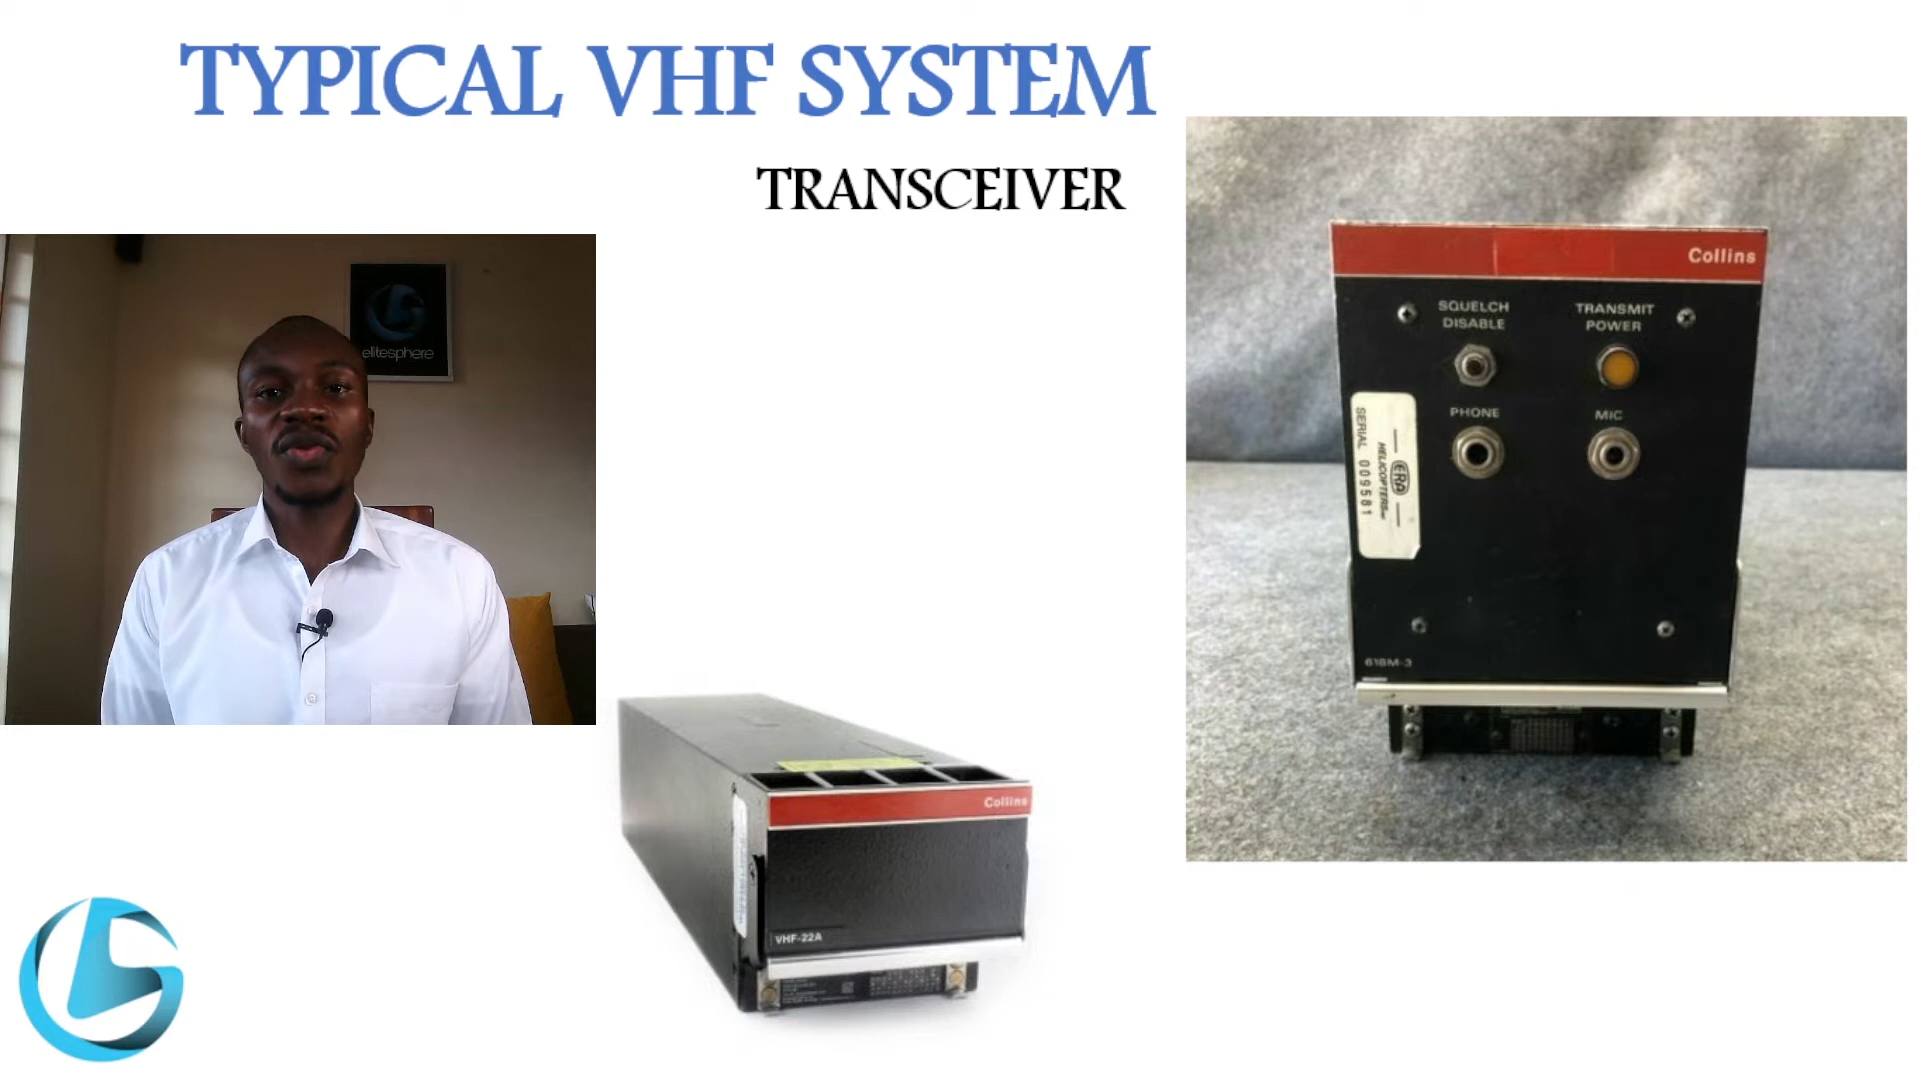 TYPICAL VHF SYSTEM
TRANSCEIVER
elitesphere
Collins
SQUELCH
DISABLE
TRANSMIT
POWER
PHONE
MIC
ERA
HELICOPTERS INC
SERIAL 009581
618M-3
Collins
VHF-22A